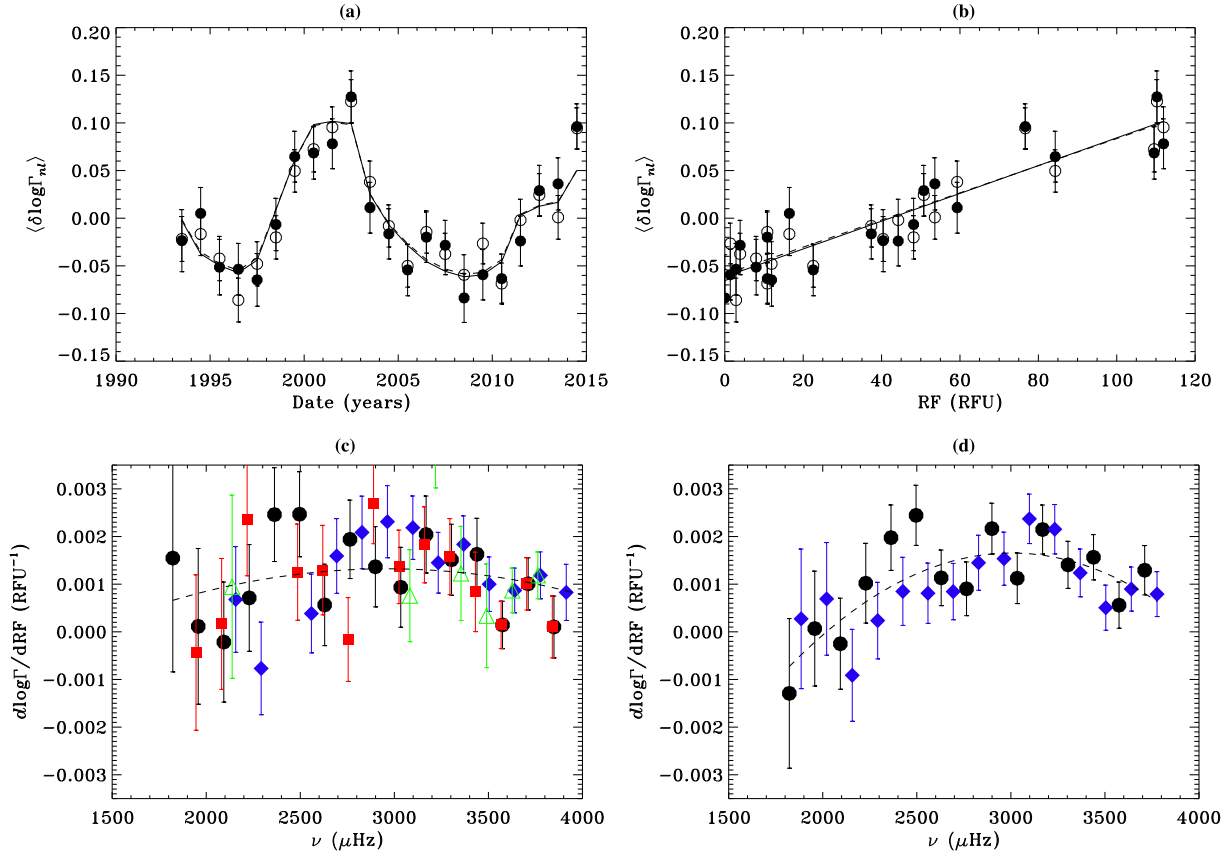 (a)
0.20
0.15
0.10
0.05
0.00
−0.05
−0.10
−0.15
⟨δlogΓnl⟩
1990 1995 2000 2005 2010 2015
Date (years)
(b)
0.20
0.15
0.10
0.05
0.00
−0.05
−0.10
−0.15
⟨δlogΓnl⟩
0 20 40 60 80 100 120
RF (RFU)
(c)
0.003
0.002
0.001
0.000
−0.001
−0.002
−0.003
dlogΓ/dRF (RFU⁻¹)
1500 2000 2500 3000 3500 4000
ν (μHz)
(d)
0.003
0.002
0.001
0.000
−0.001
−0.002
−0.003
dlogΓ/dRF (RFU⁻¹)
1500 2000 2500 3000 3500 4000
ν (μHz)